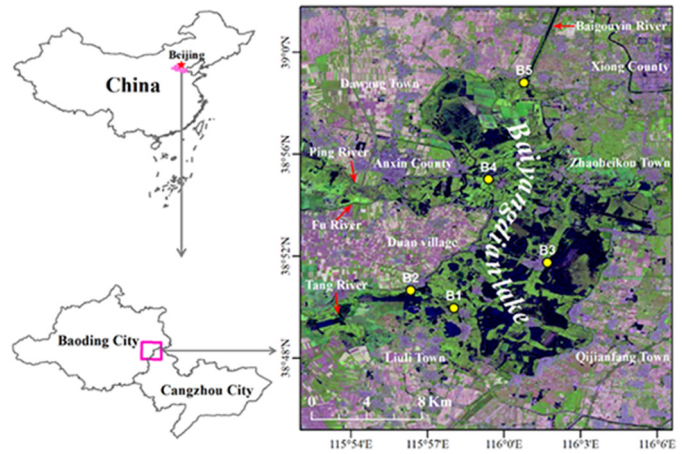 Beijing
China
Baoding City
Cangzhou City
39°0'N
38°56'N
38°52'N
38°48'N
Baigouyin River
Xiong County
B5
Dawang Town
Ping River
Anxin County
B4
Zhaobeikou Town
Fu River
Baiyangdian lake
Duan village
B3
Tang River
B2
B1
Liuli Town
Qijianfang Town
0 4 8 Km
115°54'E
115°57'E
116°0'E
116°3'E
116°6'E